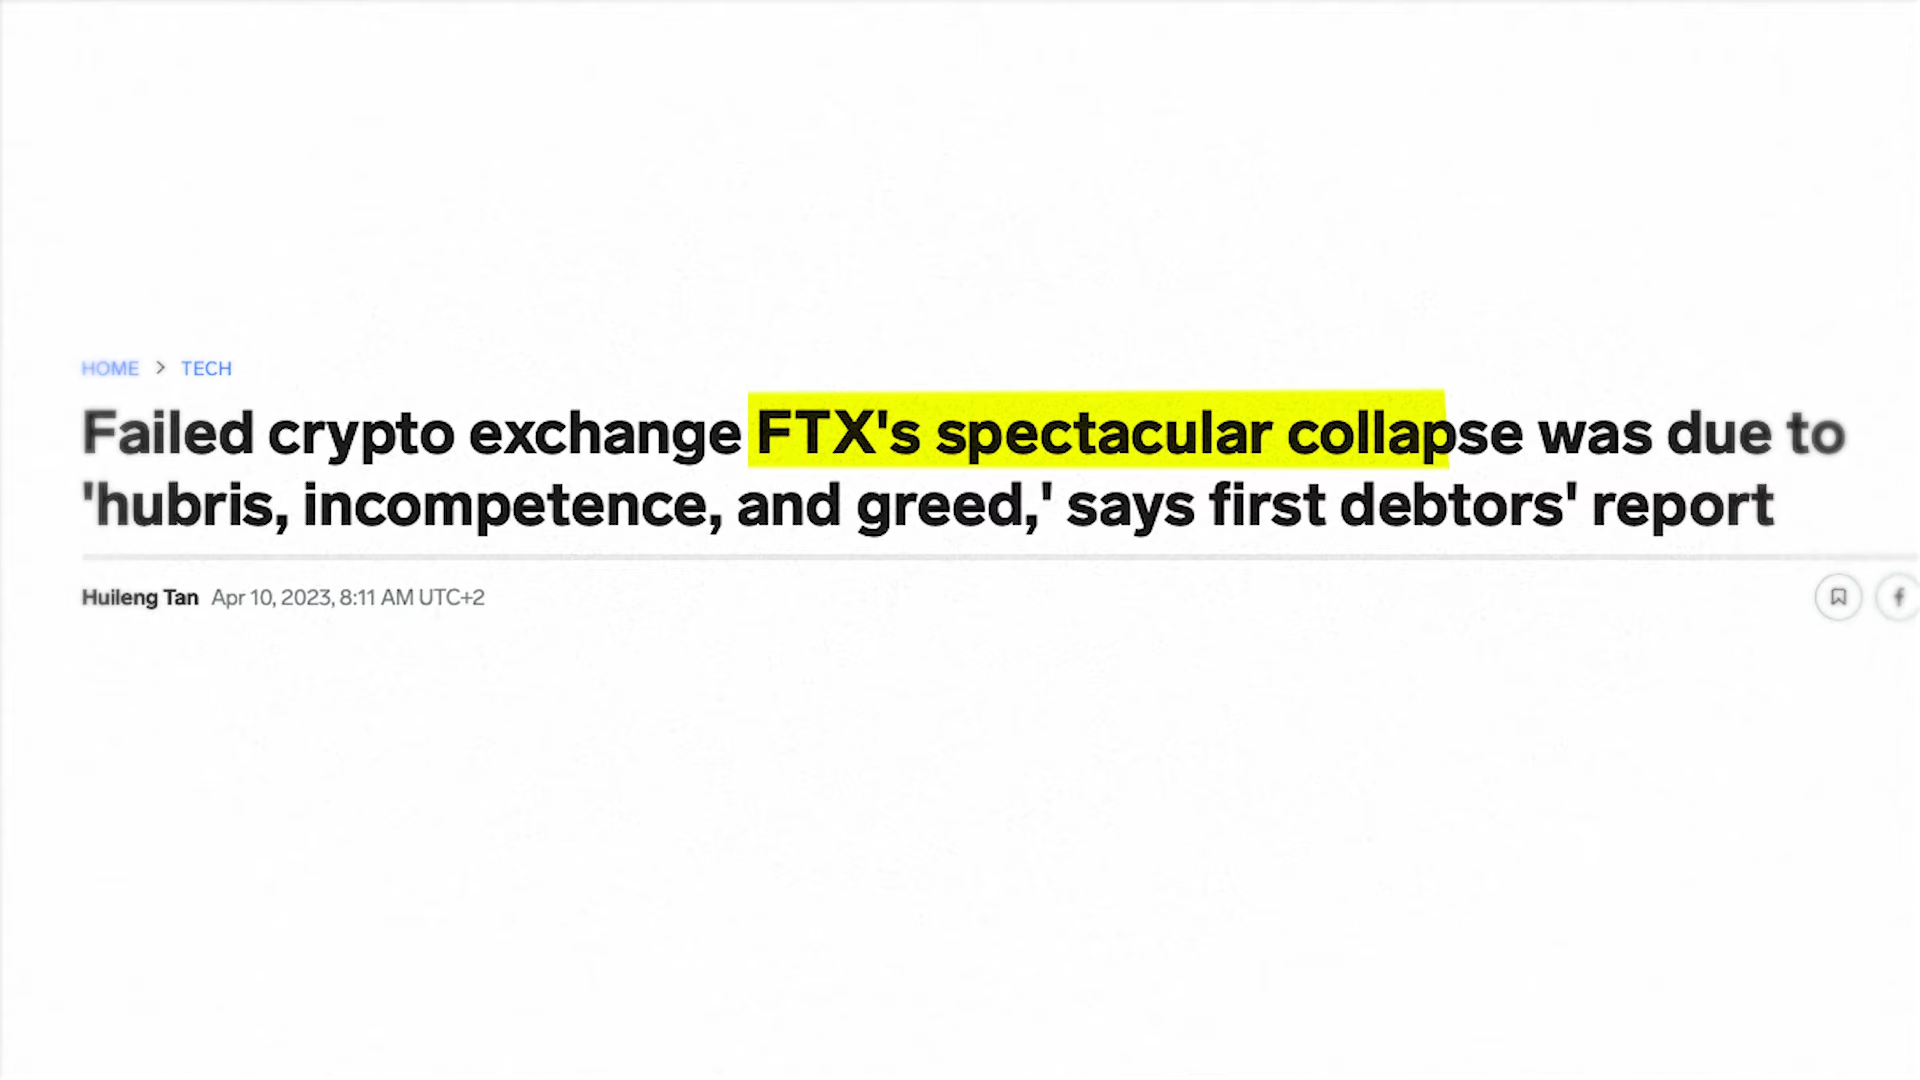 HOME > TECH
Failed crypto exchange FTX's spectacular collapse was due to
'hubris, incompetence, and greed,' says first debtors' report
Huileng Tan Apr 10, 2023, 8:11 AM UTC+2